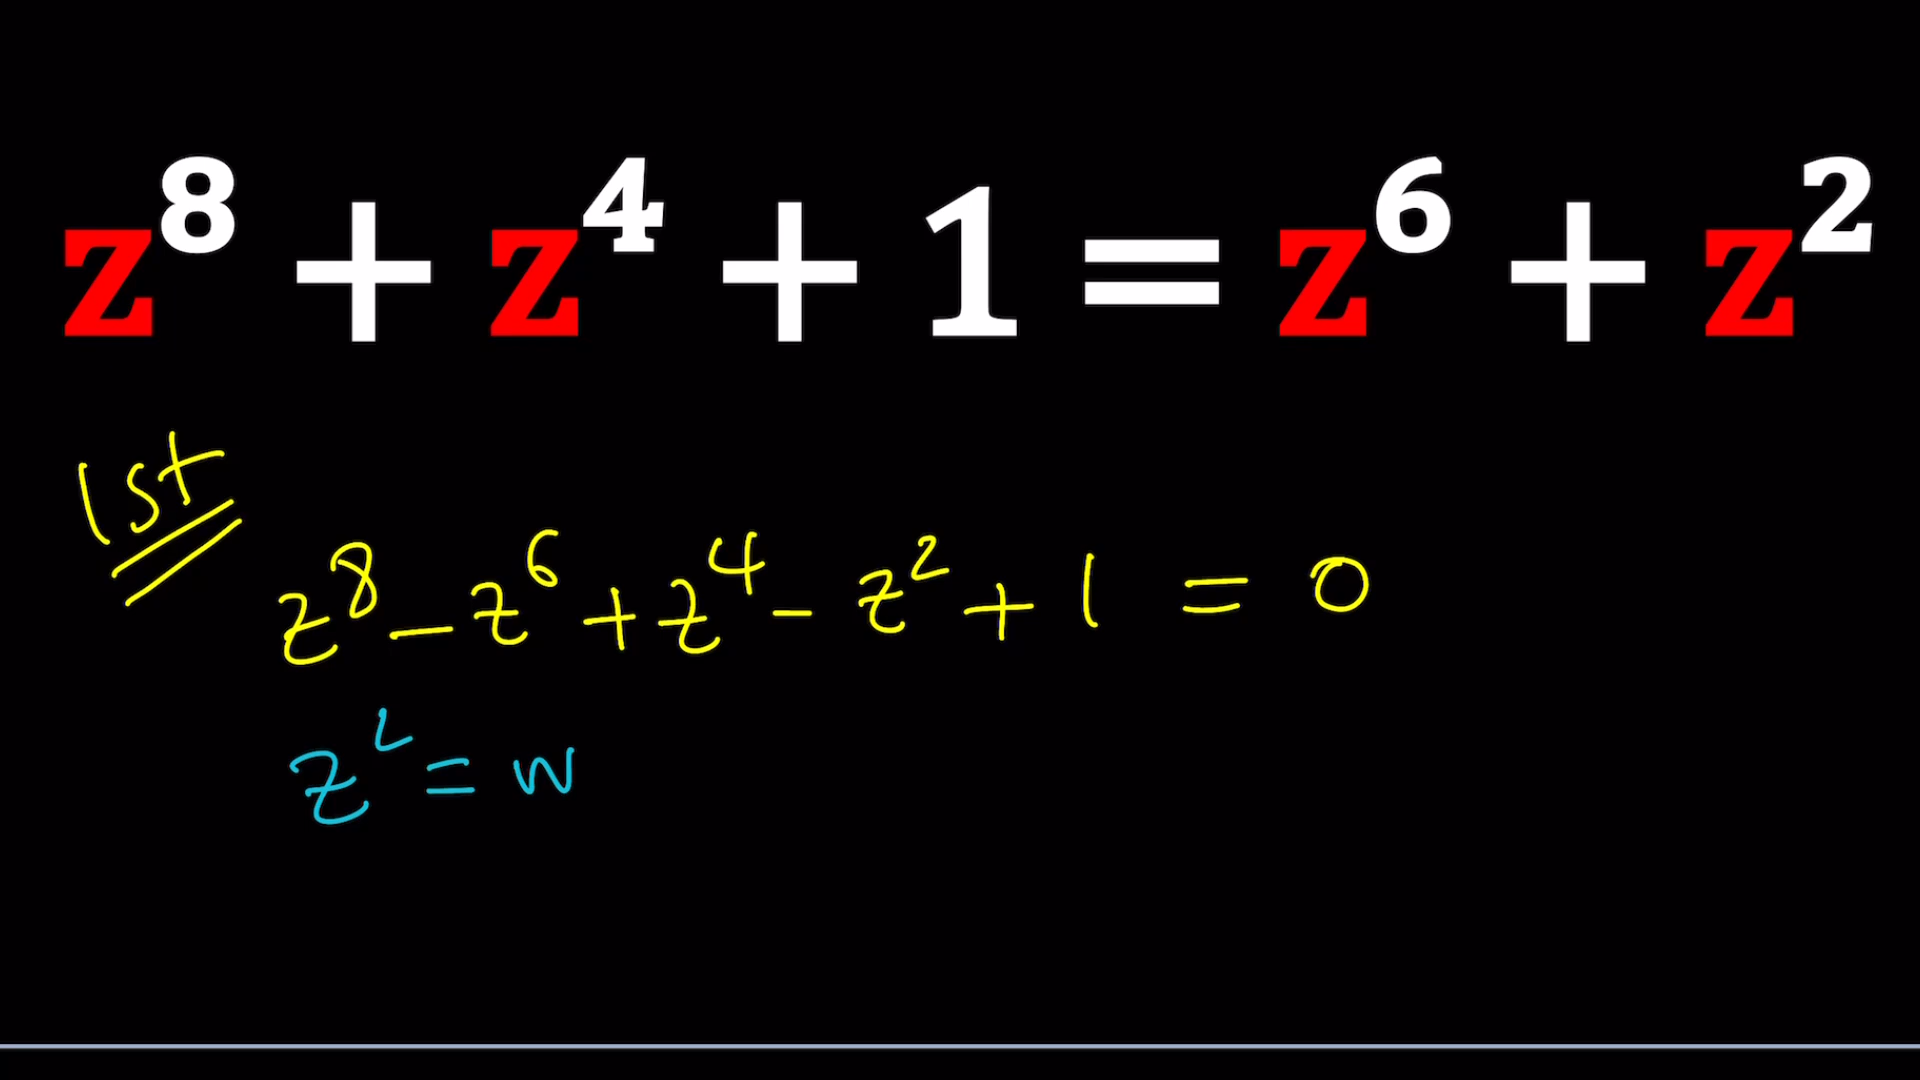 z⁸ + z⁴ + 1 = z⁶ + z²
1st
z⁸ - z⁶ + z⁴ - z² + 1 = 0
z² = w